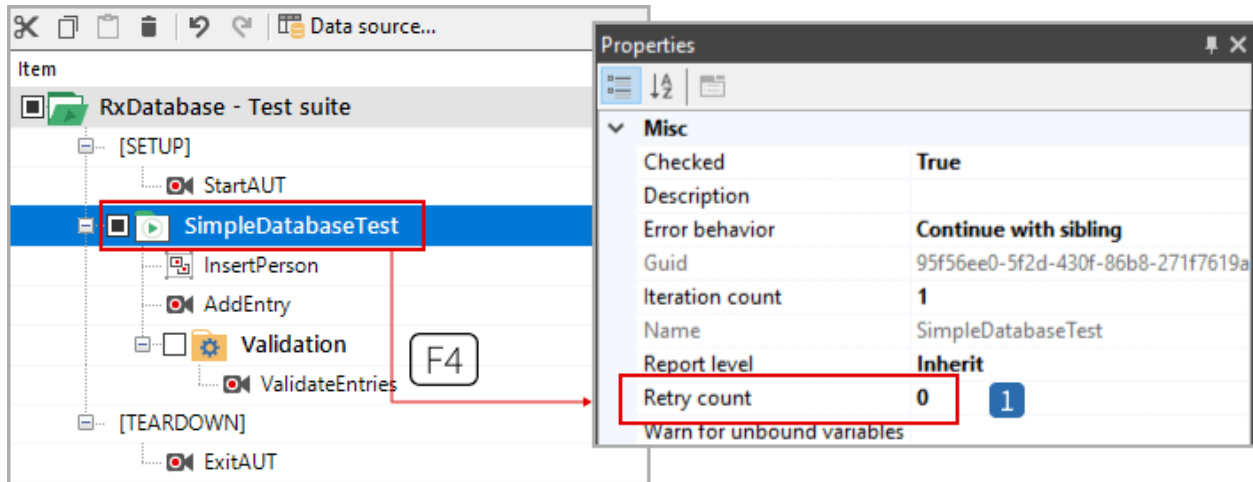 Data source...
Item
RxDatabase - Test suite
[SETUP]
StartAUT
SimpleDatabaseTest
InsertPerson
AddEntry
Validation
ValidateEntries
[TEARDOWN]
ExitAUT
F4
Properties
Misc
Checked True
Description
Error behavior Continue with sibling
Guid 95f56ee0-5f2d-430f-86b8-271f7619a
Iteration count 1
Name SimpleDatabaseTest
Report level Inherit
Retry count 0 1
Warn for unbound variables